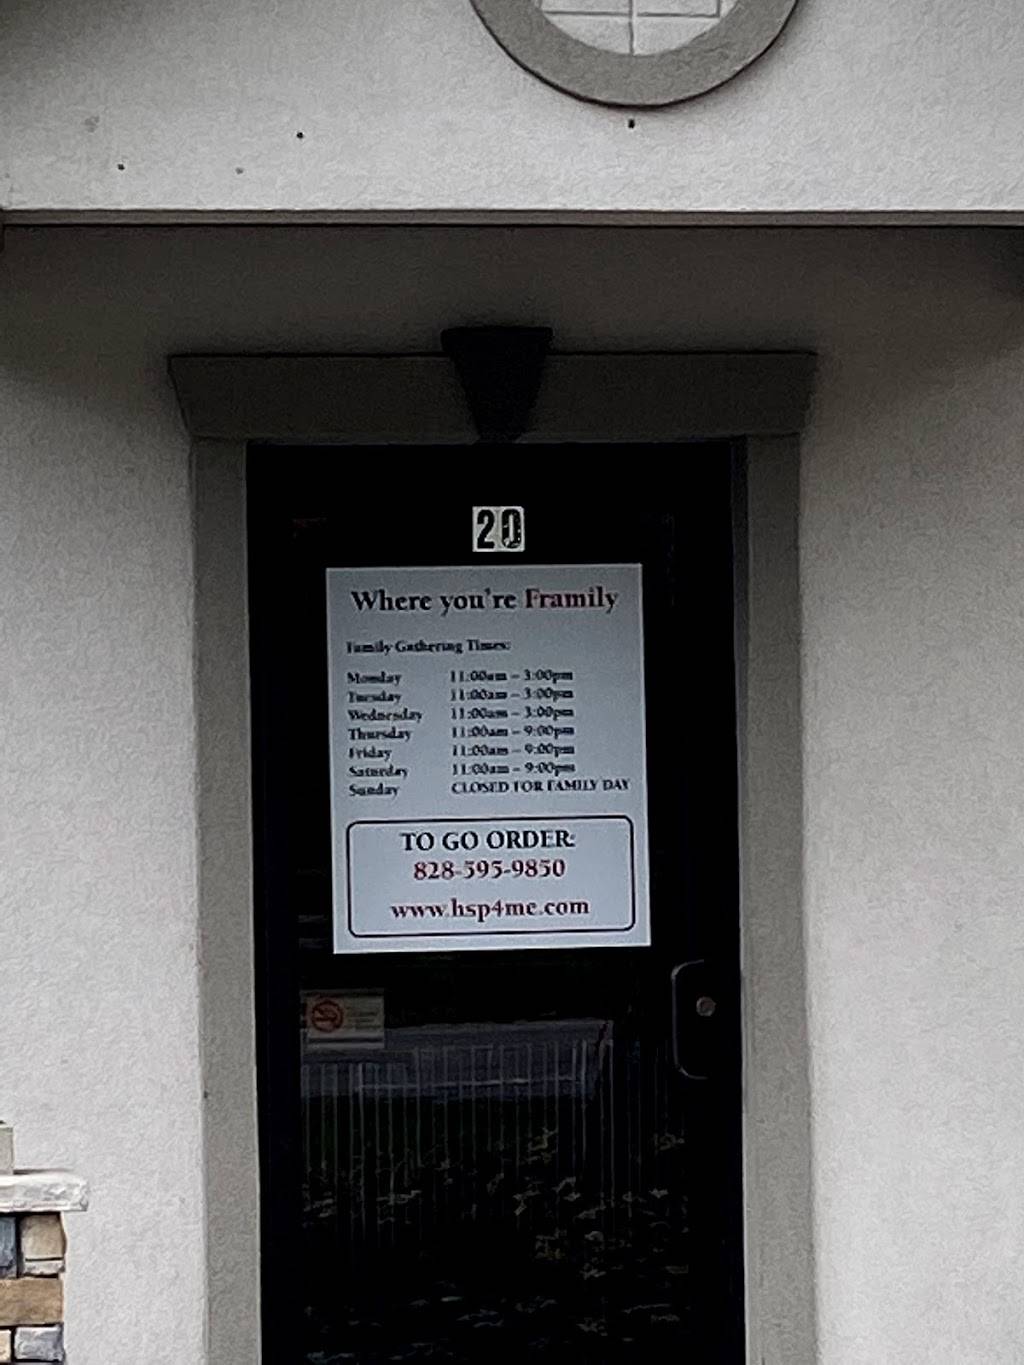 20
Where you're Framily
Family Gathering Times:
Monday 11:00am – 3:00pm
Tuesday 11:00am – 3:00pm
Wednesday 11:00am – 3:00pm
Thursday 11:00am – 9:00pm
Friday 11:00am – 9:00pm
Saturday 11:00am – 9:00pm
Sunday CLOSED FOR FAMILY DAY
TO GO ORDER:
828-595-9850
www.hsp4me.com